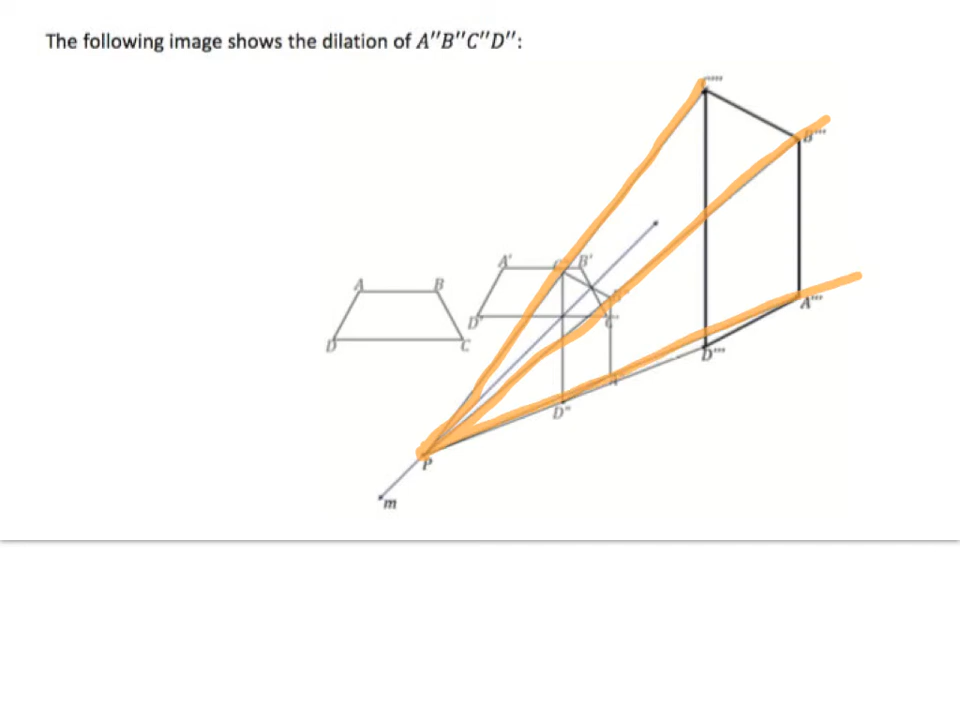 The following image shows the dilation of A''B''C''D'':
B'''
A'
B'
A
B
D'
D
C
A'''
D'''
D''
P
m